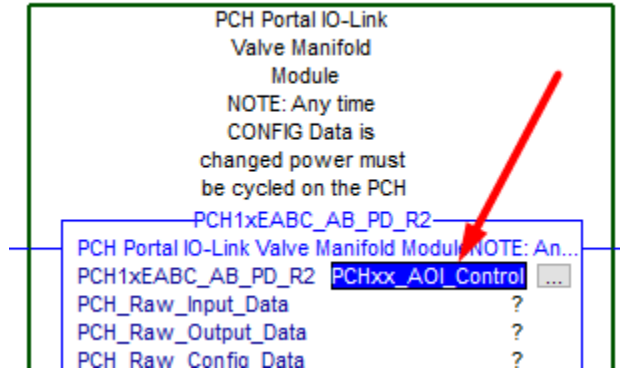 PCH Portal IO-Link
Valve Manifold
Module
NOTE: Any time
CONFIG Data is
changed power must
be cycled on the PCH
PCH1xEABC_AB_PD_R2
PCH Portal IO-Link Valve Manifold Module NOTE: An...
PCH1xEABC_AB_PD_R2 PCHxx_AOI_Control ...
PCH_Raw_Input_Data ?
PCH_Raw_Output_Data ?
PCH_Raw_Config_Data ?